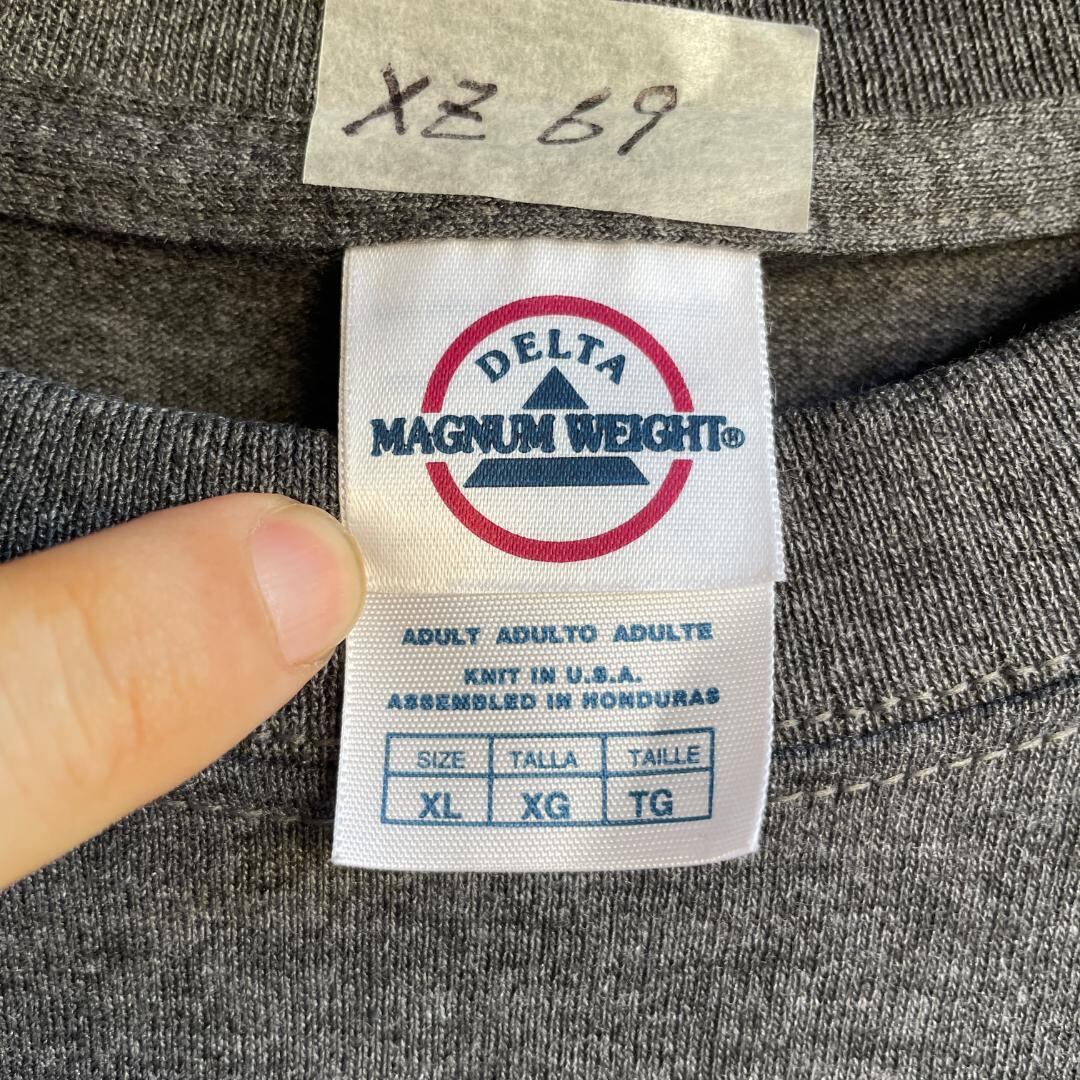 XZ 69
DELTA
MAGNUM WEIGHT®
ADULT ADULTO ADULTE
KNIT IN U.S.A.
ASSEMBLED IN HONDURAS
SIZE TALLA TAILLE
XL XG TG